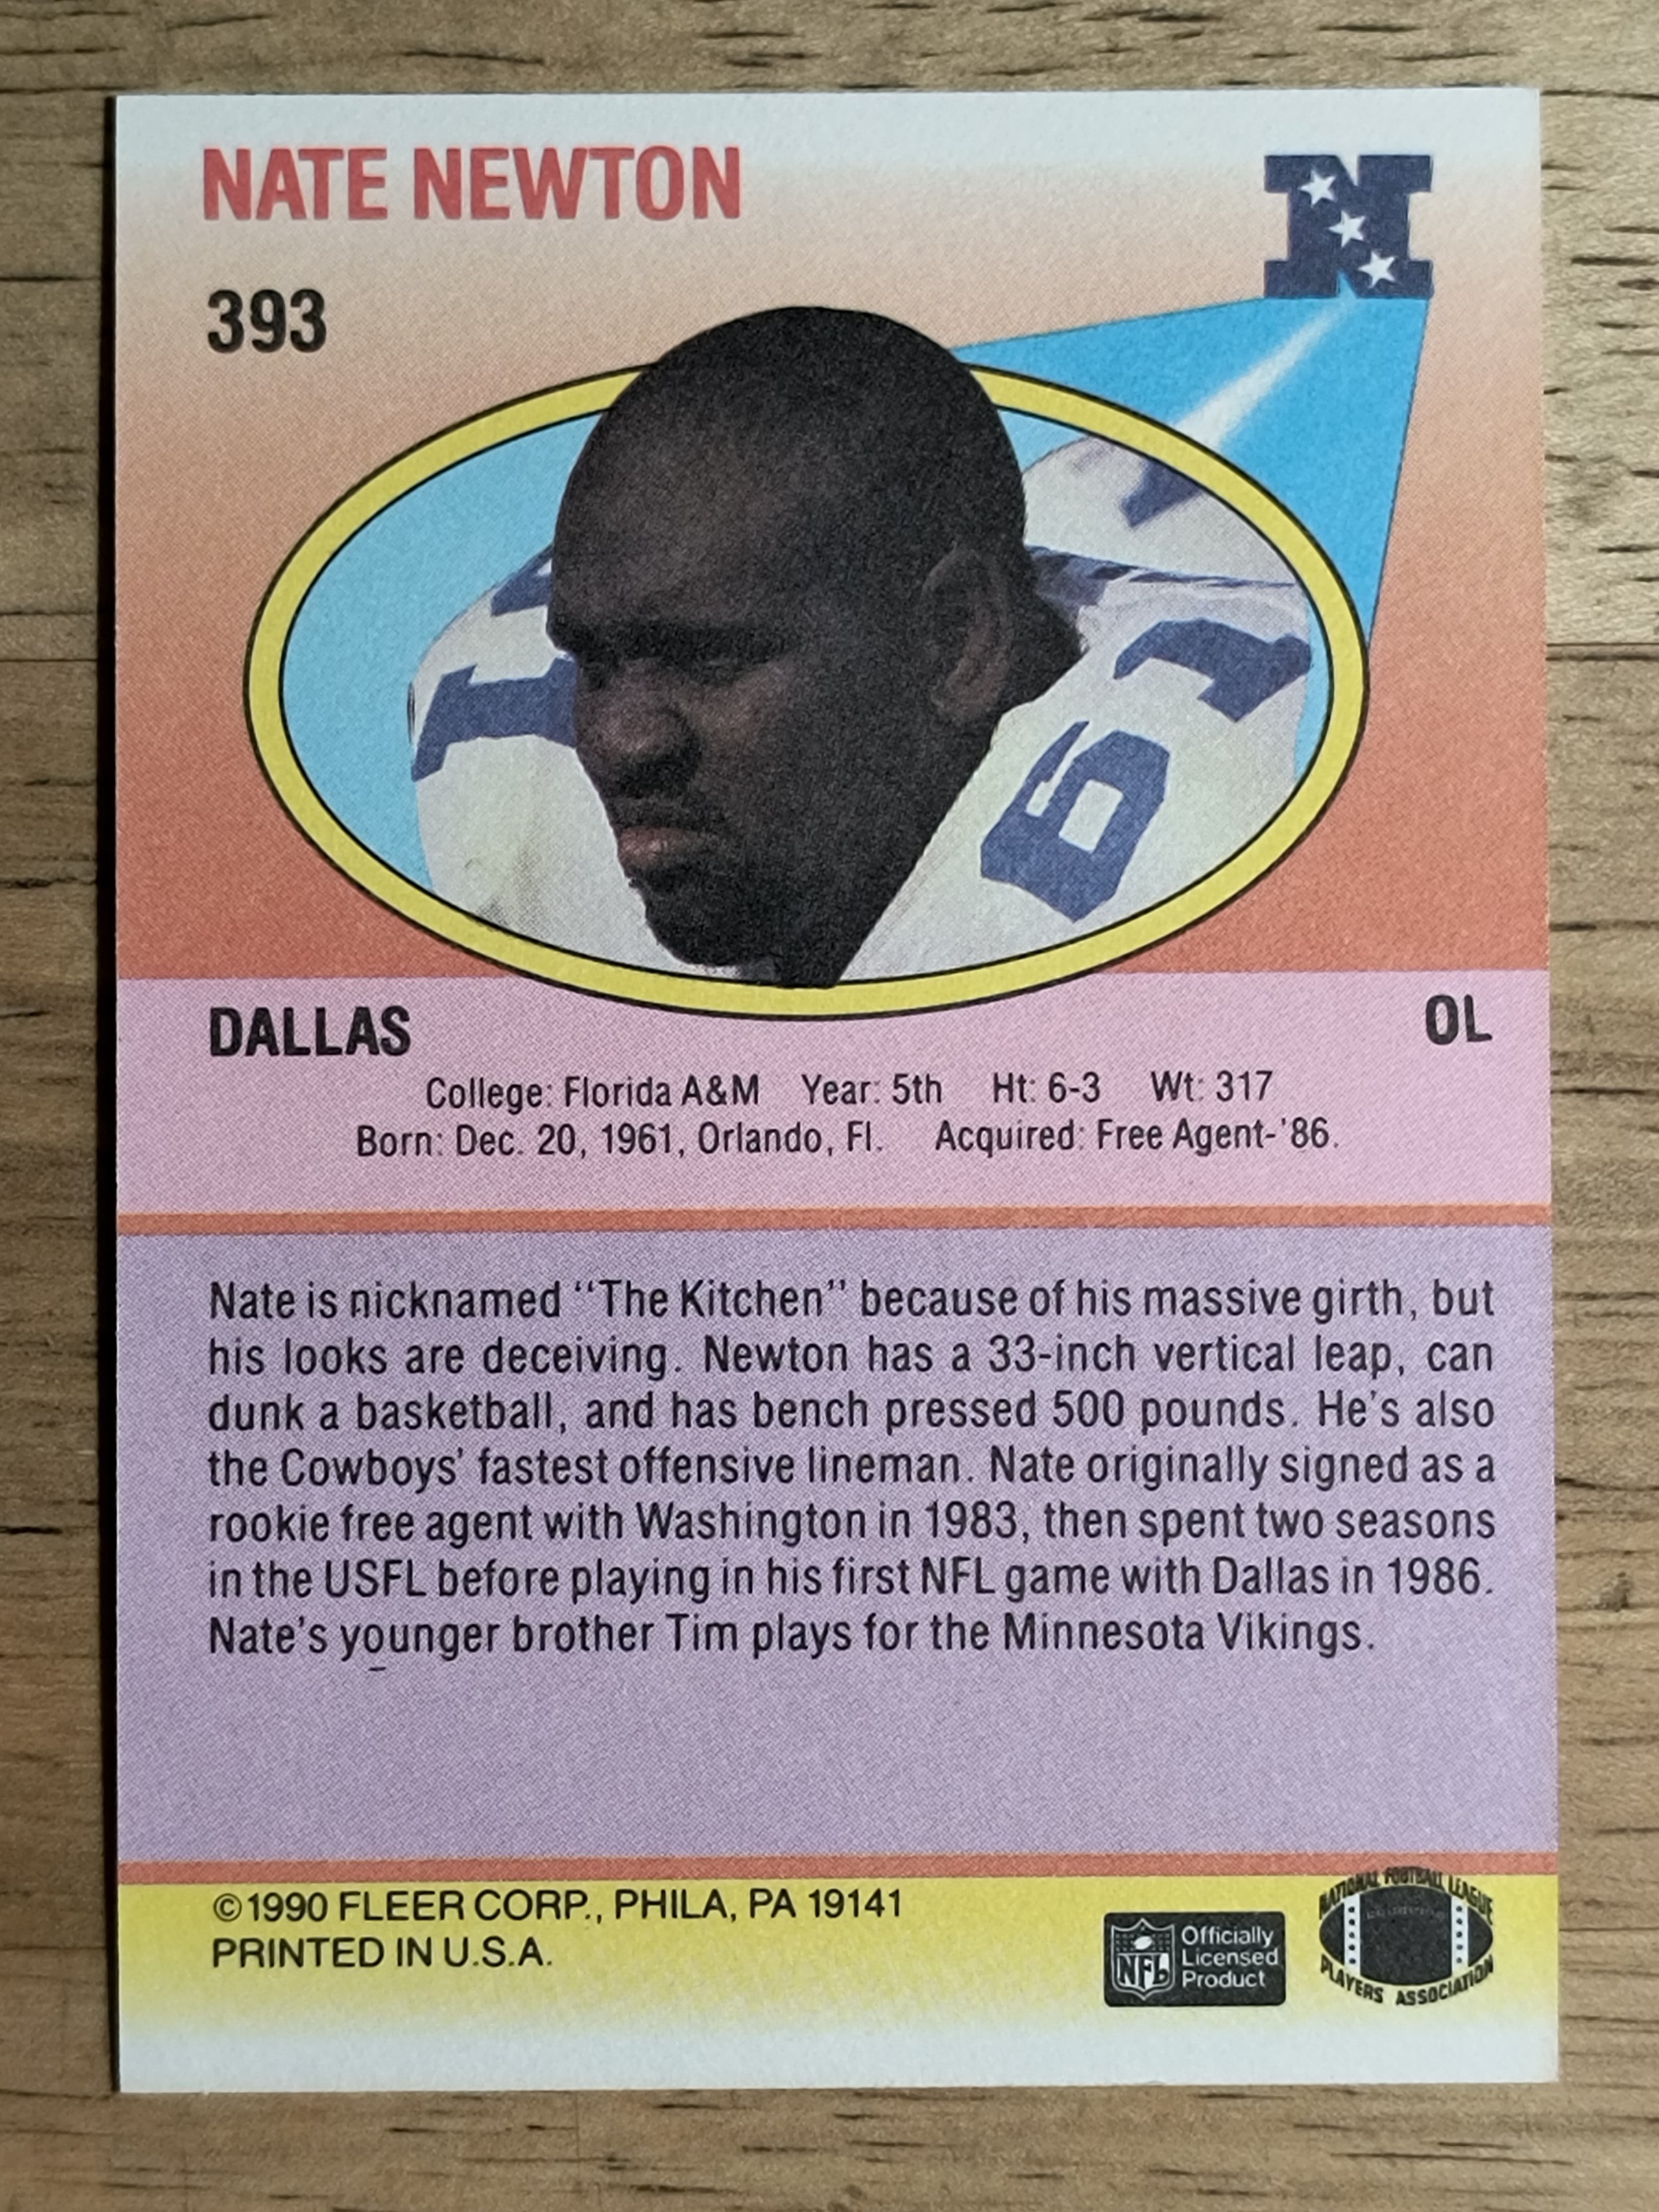 NATE NEWTON
N
393
1
61
DALLAS
OL
College: Florida A&M Year: 5th Ht: 6-3 Wt: 317
Born: Dec. 20, 1961, Orlando, Fl. Acquired: Free Agent-'86.
Nate is nicknamed "The Kitchen" because of his massive girth, but
his looks are deceiving. Newton has a 33-inch vertical leap, can
dunk a basketball, and has bench pressed 500 pounds. He's also
the Cowboys' fastest offensive lineman. Nate originally signed as a
rookie free agent with Washington in 1983, then spent two seasons
in the USFL before playing in his first NFL game with Dallas in 1986.
Nate's younger brother Tim plays for the Minnesota Vikings.
©1990 FLEER CORP., PHILA, PA 19141
PRINTED IN U.S.A.
NFL
Officially
Licensed
Product
NATIONAL FOOTBALL LEAGUE
PLAYERS ASSOCIATION